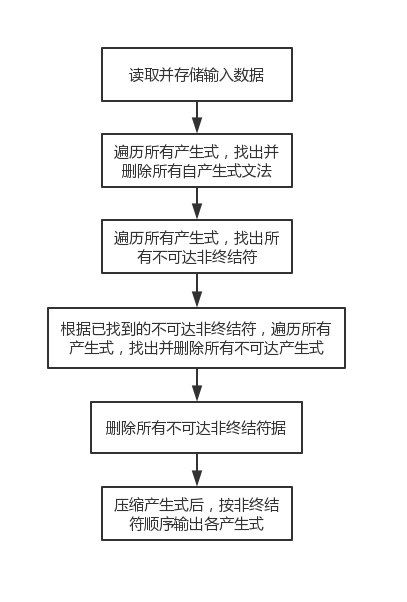 读取并存储输入数据
遍历所有产生式，找出并
删除所有自产生式文法
遍历所有产生式，找出所
有不可达非终结符
根据已找到的不可达非终结符，遍历所有
产生式，找出并删除所有不可达产生式
删除所有不可达非终结符据
压缩产生式后，按非终结
符顺序输出各产生式